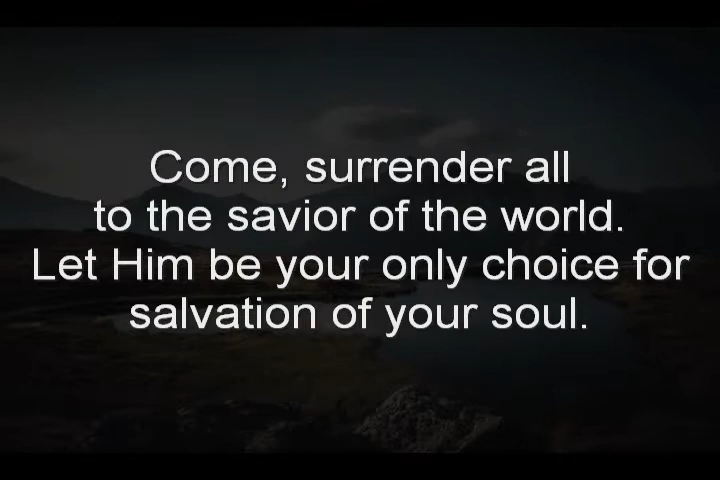 Come, surrender all
to the savior of the world.
Let Him be your only choice for
salvation of your soul.